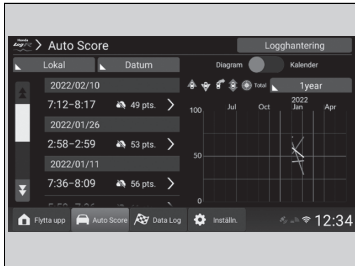 Honda
LogR
Auto Score
Logghantering
Lokal
Datum
Diagram
Kalender
2022/02/10
Total
1year
7:12-8:17
49 pts.
2022/01/26
2:58-2:59
53 pts.
2022/01/11
7:36-8:09
56 pts.
100
50
0
Jul
Oct
2022
Jan
Apr
Flytta upp
Auto Score
Data Log
Inställn.
12:34